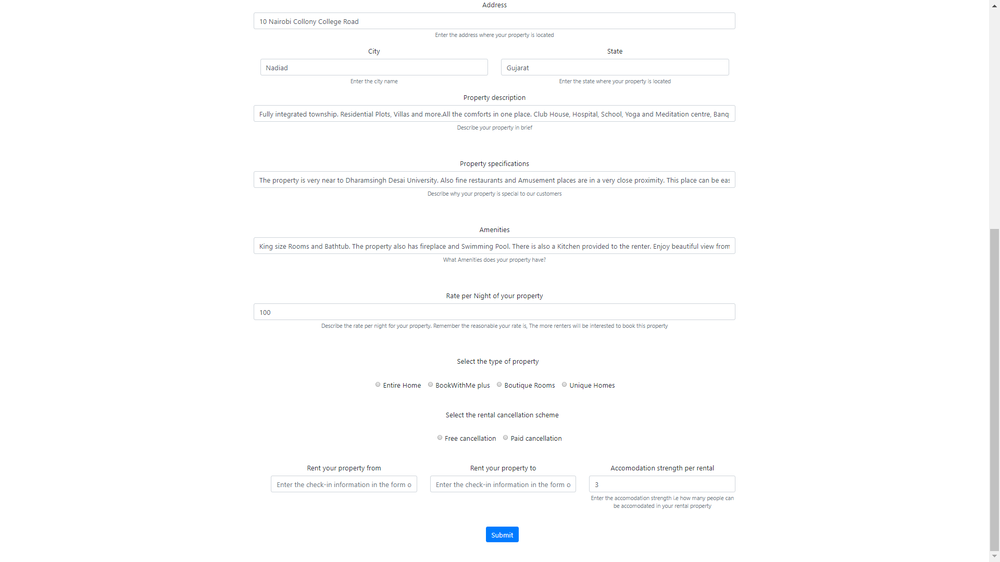 Address
10 Nairobi Collony College Road
Enter the address where your property is located
City
State
Nadiad
Gujarat
Enter the city name
Enter the state where your property is located
Property description
Fully integrated township. Residential Plots, Villas and more.All the comforts in one place. Club House, Hospital, School, Yoga and Meditation centre, Banq
Describe your property in brief
Property specifications
The property is very near to Dharamsingh Desai University. Also fine restaurants and Amusement places are in a very close proximity. This place can be eas
Describe why your property is special to our customers
Amenities
King size Rooms and Bathtub. The property also has fireplace and Swimming Pool. There is also a Kitchen provided to the renter. Enjoy beautiful view from
What Amenities does your property have?
Rate per Night of your property
100
Describe the rate per night for your property. Remember the reasonable your rate is, The more renters will be interested to book this property
Select the type of property
Entire Home BookWithMe plus Boutique Rooms Unique Homes
Select the rental cancellation scheme
Free cancellation Paid cancellation
Rent your property from
Rent your property to
Accomodation strength per rental
Enter the check-in information in the form o
Enter the check-in information in the form o
3
Enter the accomodation strength i.e how many people can
be accomodated in your rental property
Submit